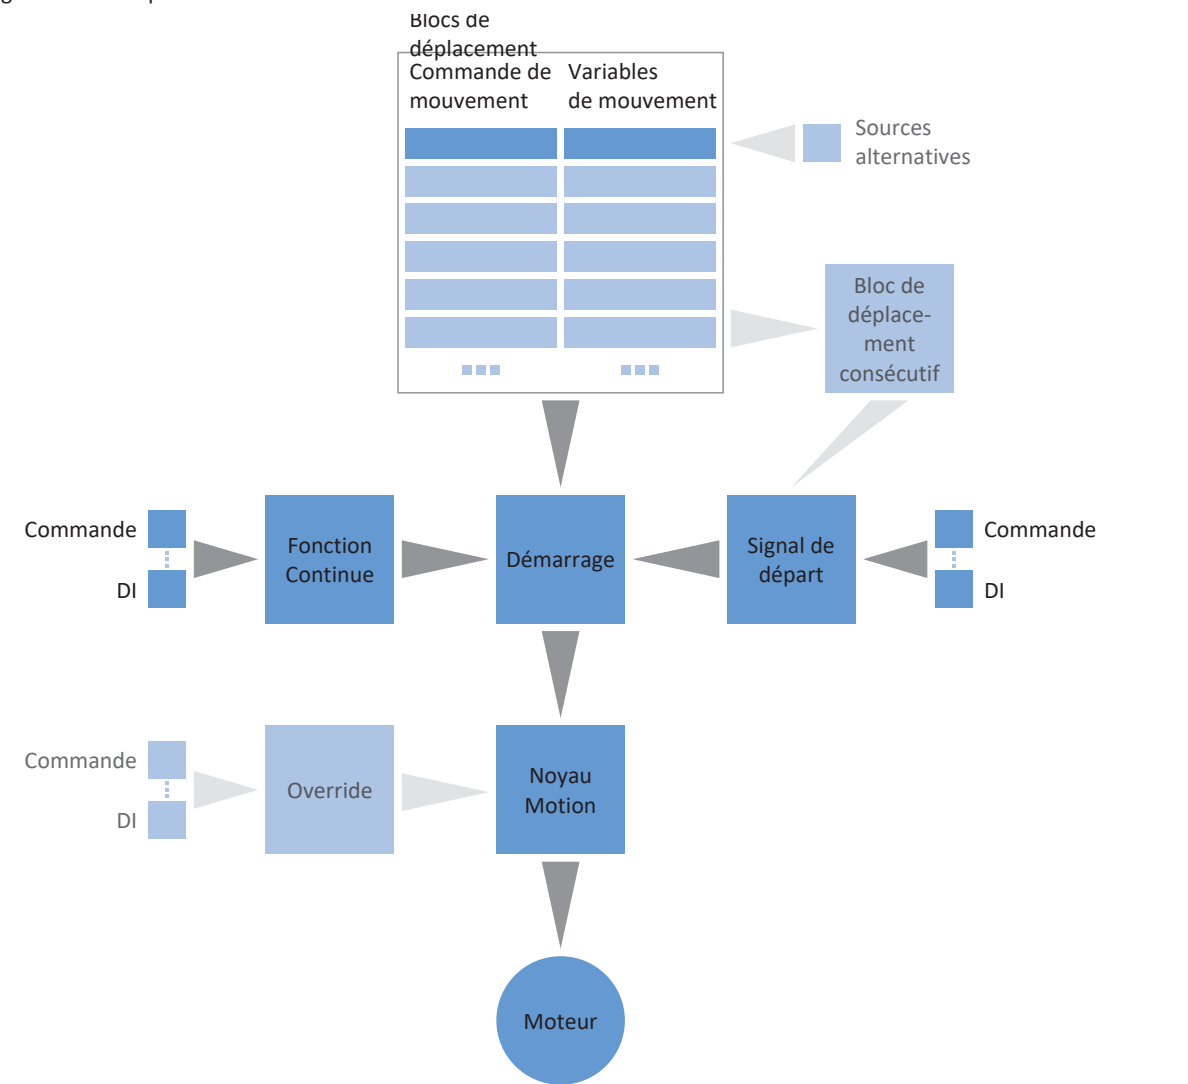 Blocs de
déplacement
Commande de
mouvement
Variables
de mouvement
Sources
alternatives
Bloc de
déplace-
ment
consécutif
Commande
DI
Fonction
Continue
Démarrage
Signal de
départ
Commande
DI
Commande
DI
Override
Noyau
Motion
Moteur